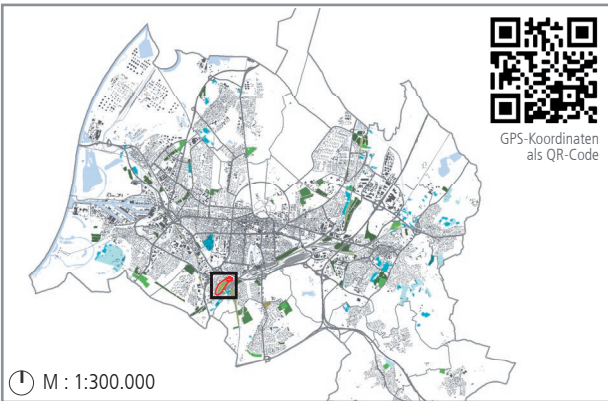 GPS-Koordinaten
als QR-Code
M : 1:300.000